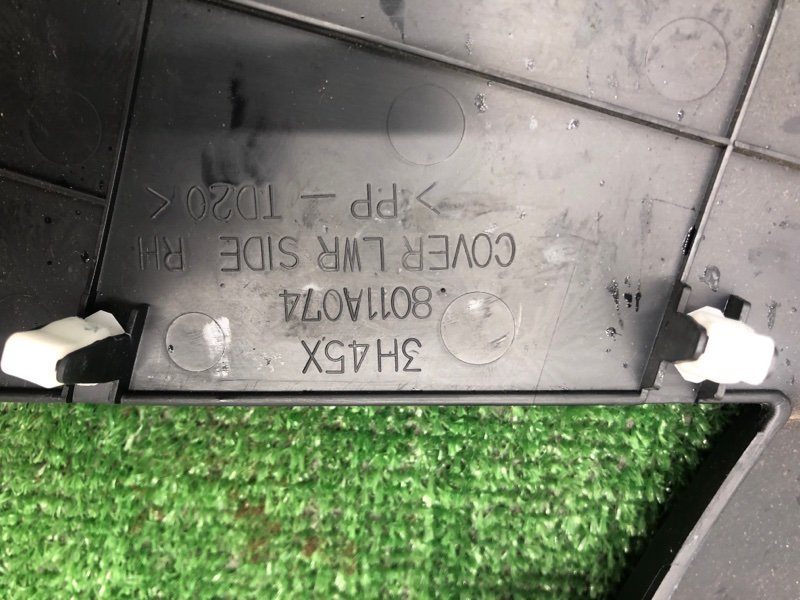 3H45X
8011A074
COVER LWR SIDE RH
>PP-TD20<